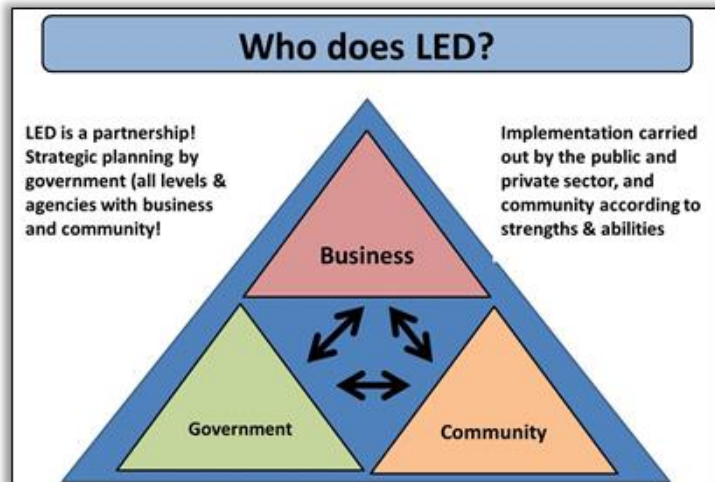 Who does LED?
LED is a partnership!
Strategic planning by
government (all levels &
agencies with business
and community!
Implementation carried
out by the public and
private sector, and
community according to
strengths & abilities
Business
Government
Community